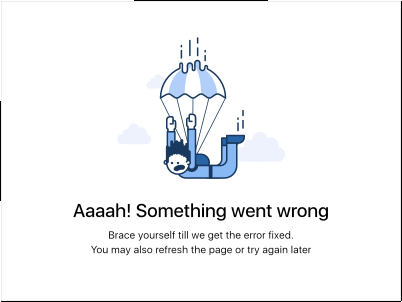 Aaaah! Something went wrong
Brace yourself till we get the error fixed.
You may also refresh the page or try again later